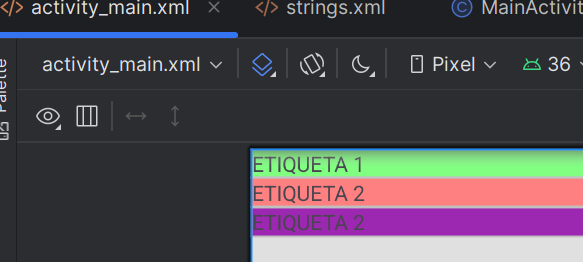 activity_main.xml strings.xml MainActivit
Palette
activity_main.xml Pixel 36
ETIQUETA 1
ETIQUETA 2
ETIQUETA 2